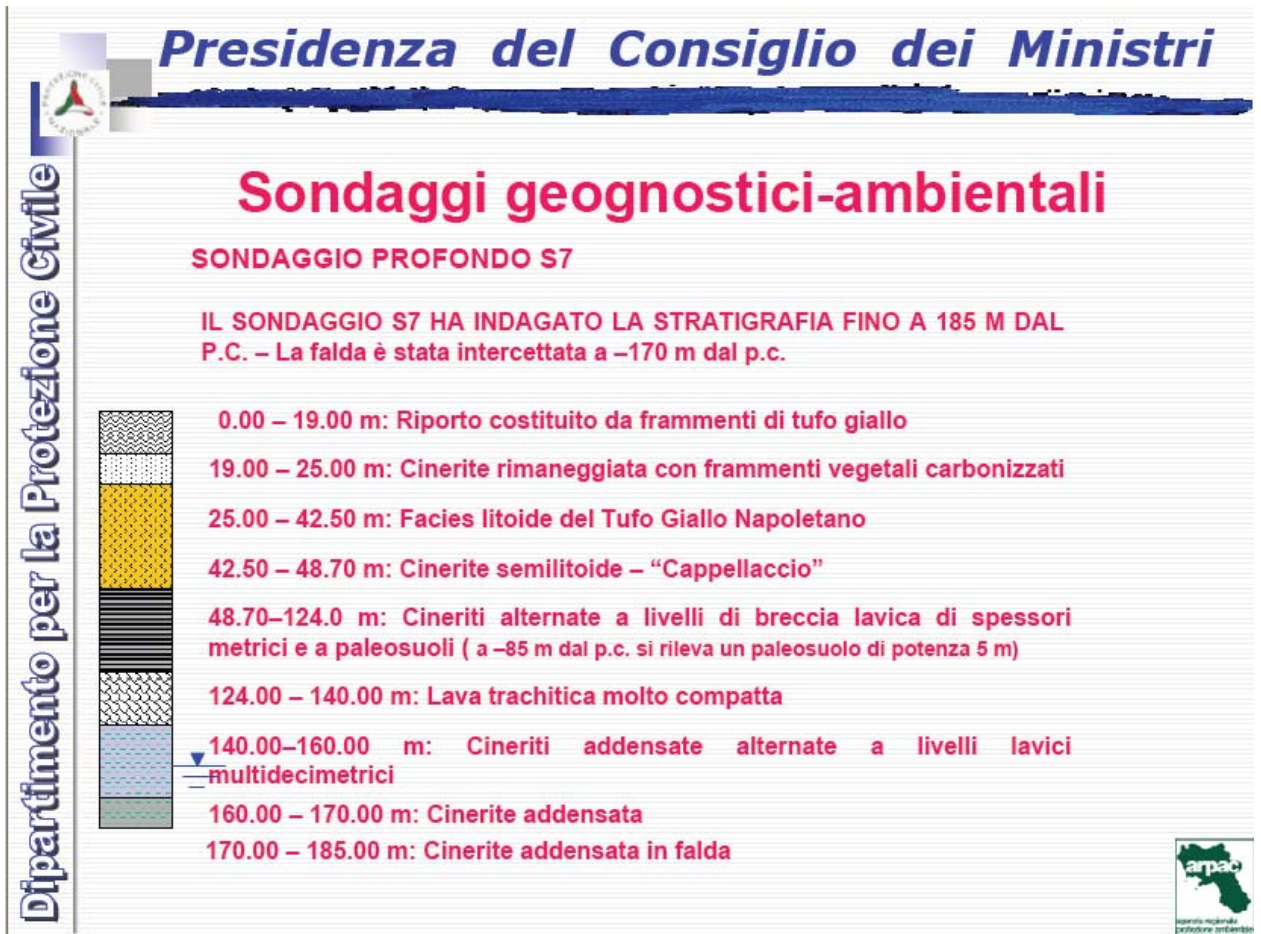 Presidenza del Consiglio dei Ministri
Dipartimento per la Protezione Civile
Sondaggi geognostici-ambientali
SONDAGGIO PROFONDO S7
IL SONDAGGIO S7 HA INDAGATO LA STRATIGRAFIA FINO A 185 M DAL
P.C. – La falda è stata intercettata a –170 m dal p.c.
0.00 – 19.00 m: Riporto costituito da frammenti di tufo giallo
19.00 – 25.00 m: Cinerite rimaneggiata con frammenti vegetali carbonizzati
25.00 – 42.50 m: Facies litoide del Tufo Giallo Napoletano
42.50 – 48.70 m: Cinerite semilitoide – “Cappellaccio”
48.70–124.0 m: Cineriti alternate a livelli di breccia lavica di spessori
metrici e a paleosuoli ( a –85 m dal p.c. si rileva un paleosuolo di potenza 5 m)
124.00 – 140.00 m: Lava trachitica molto compatta
140.00–160.00 m: Cineriti addensate alternate a livelli lavici
multidecimetrici
160.00 – 170.00 m: Cinerite addensata
170.00 – 185.00 m: Cinerite addensata in falda
arpac
agenzia regionale
protezione ambientale